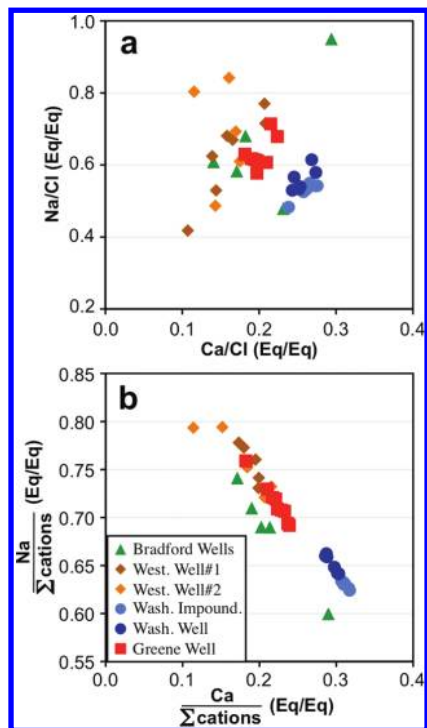 a
1.0
0.8
0.6
0.4
0.2
Na/Cl (Eq/Eq)
0.0 0.1 0.2 0.3 0.4
Ca/Cl (Eq/Eq)
b
0.85
0.80
0.75
0.70
0.65
0.60
0.55
Na
Σcations (Eq/Eq)
Bradford Wells
West. Well#1
West. Well#2
Wash. Impound.
Wash. Well
Greene Well
0.0 0.1 0.2 0.3 0.4
Ca
Σcations (Eq/Eq)